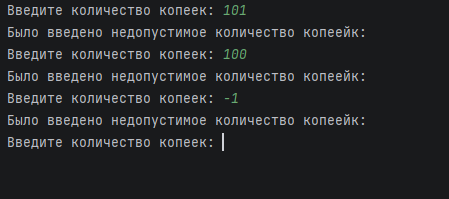 Введите количество копеек: 101
Было введено недопустимое количество копеейк:
Введите количество копеек: 100
Было введено недопустимое количество копеейк:
Введите количество копеек: -1
Было введено недопустимое количество копеейк:
Введите количество копеек: